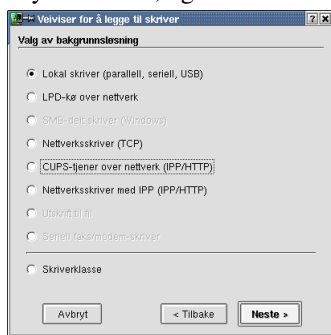 Veiviser for å legge til skriver
Valg av bakgrunnsløsning
Lokal skriver (parallell, seriell, USB)
LPD-kø over nettverk
SMB-delt skriver (Windows)
Nettverksskriver (TCP)
CUPS-tjener over nettverk (IPP/HTTP)
Nettverksskriver med IPP (IPP/HTTP)
Utskrift til fil
Seriell faks/modem-skriver
Skriverklasse
Avbryt < Tilbake Neste >